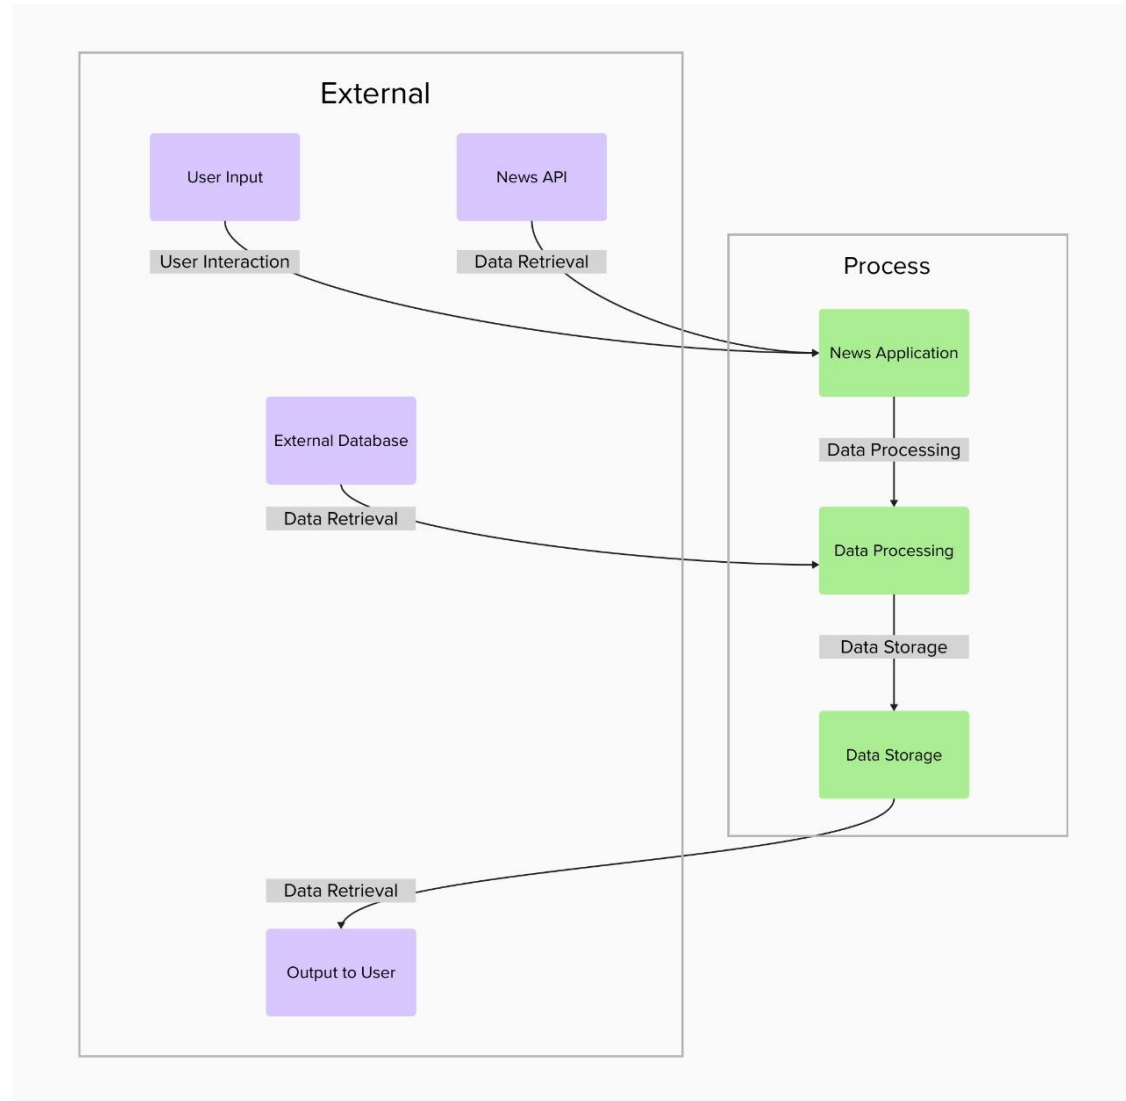 External
User Input
News API
User Interaction
Data Retrieval
Process
News Application
External Database
Data Processing
Data Retrieval
Data Processing
Data Storage
Data Storage
Data Retrieval
Output to User